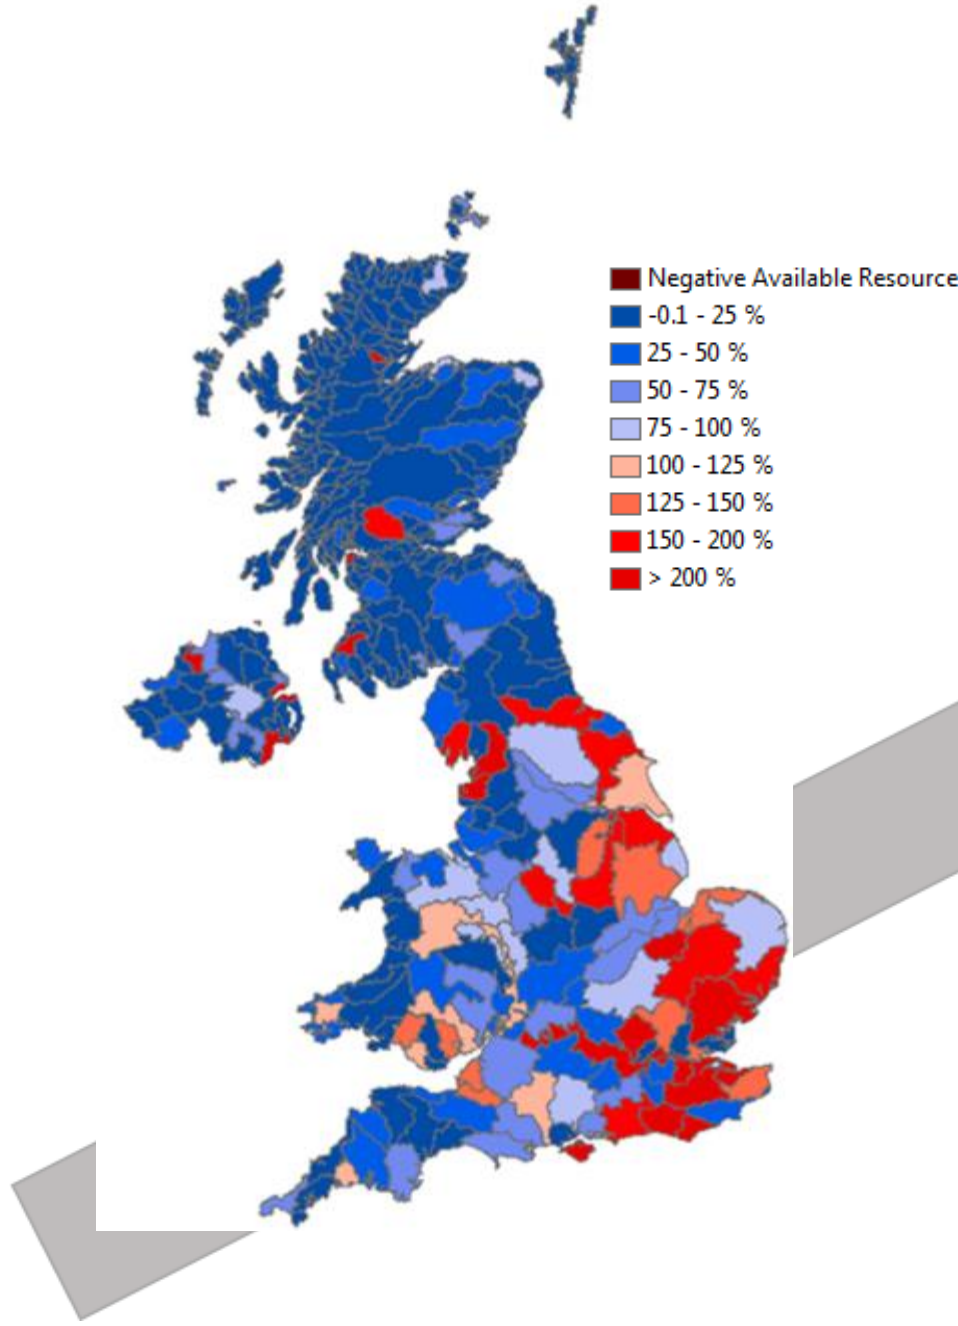 Negative Available Resource
-0.1 - 25 %
25 - 50 %
50 - 75 %
75 - 100 %
100 - 125 %
125 - 150 %
150 - 200 %
> 200 %